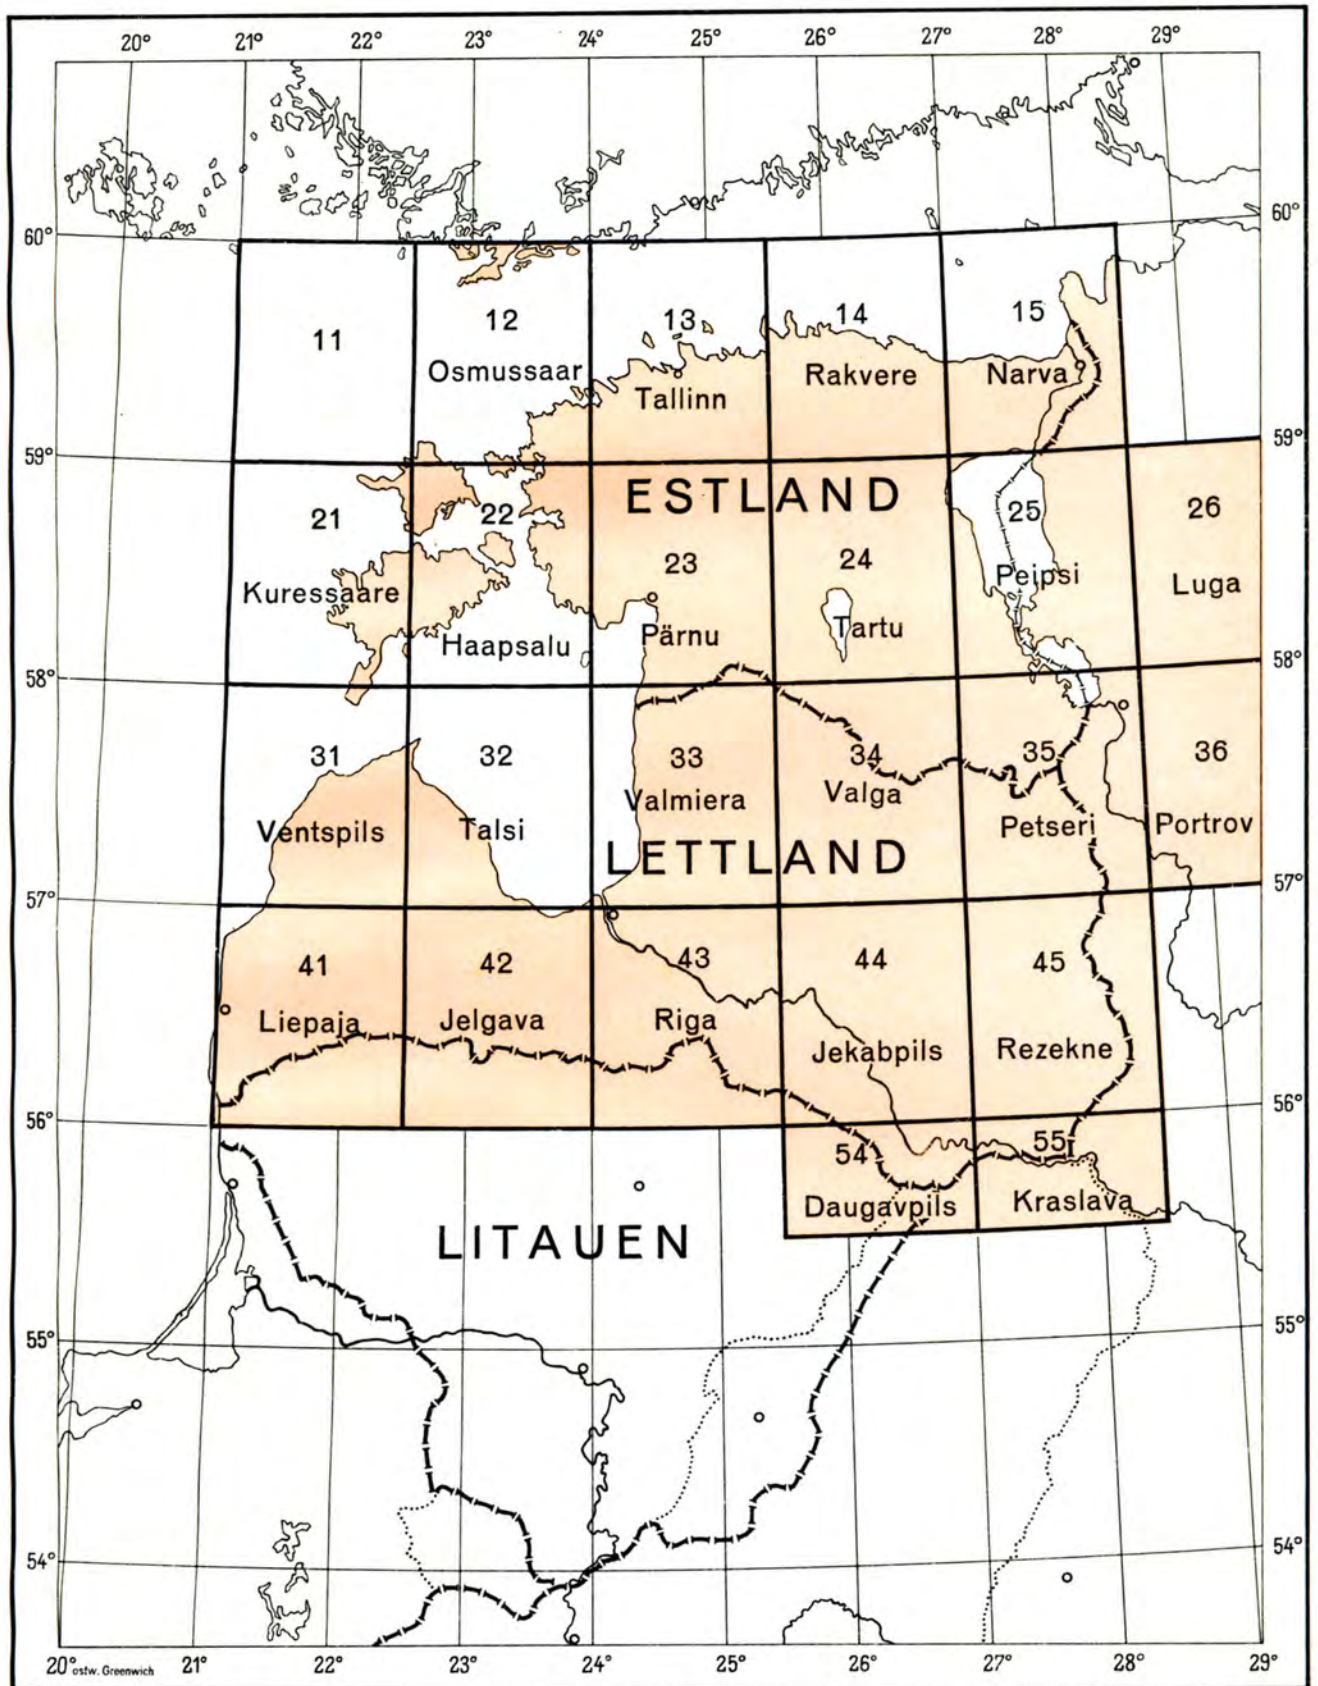 20° 21° 22° 23° 24° 25° 26° 27° 28° 29°
60° 60°
11 12 13 14 15
Osmussaar Tallinn Rakvere Narva
59° 59°
ESTLAND
21 22 23 24 25 26
Kuressaare Haapsalu Pärnu Tartu Peipsi Luga
58° 58°
31 32 33 34 35 36
Ventspils Talsi Valmiera Valga Petseri Portrov
LETTLAND
57° 57°
41 42 43 44 45
Liepaja Jelgava Riga Jekabpils Rezekne
56° 56°
54 55
Daugavpils Kraslava
LITAUEN
55° 55°
54° 54°
20° ostw. Greenwich 21° 22° 23° 24° 25° 26° 27° 28° 29°